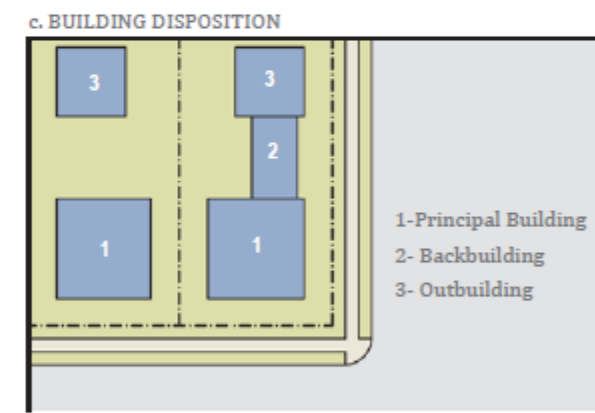 c. BUILDING DISPOSITION
3
3
2
1
1
1-Principal Building
2- Backbuilding
3- Outbuilding